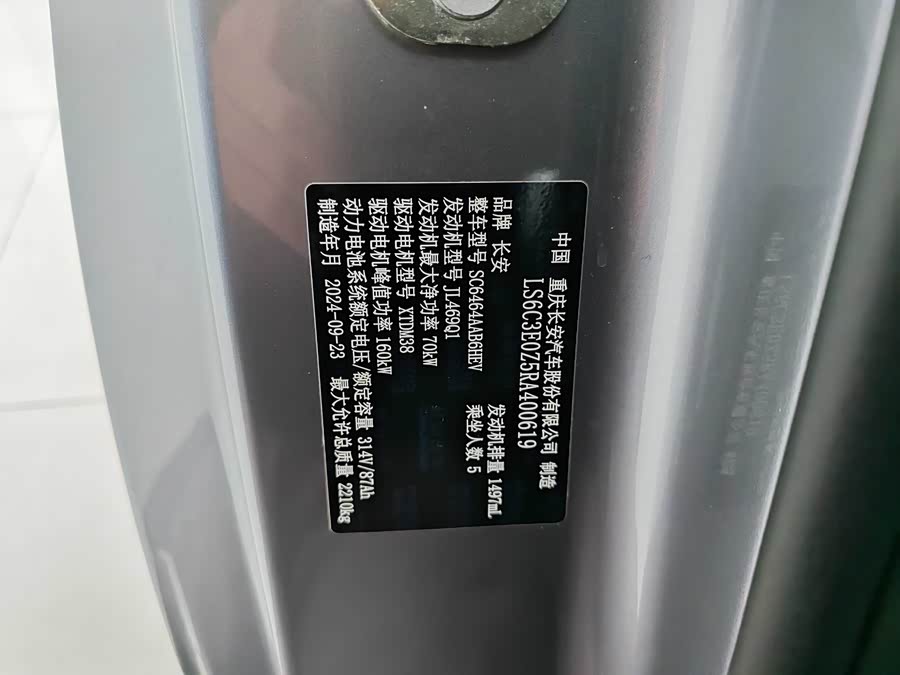 中国 重庆长安汽车股份有限公司 制造
LS6C3E0Z5RA400619
品牌 长安
整车型号 SC6464AAB6HEV 乘坐人数 5
发动机型号 JL469Q1 发动机排量 1497mL
发动机最大净功率 70kW
驱动电机型号 XTDM38
驱动电机峰值功率 160kW
动力电池系统额定电压/额定容量 314V/87Ah
制造年月 2024-09-23 最大允许总质量 2210kg